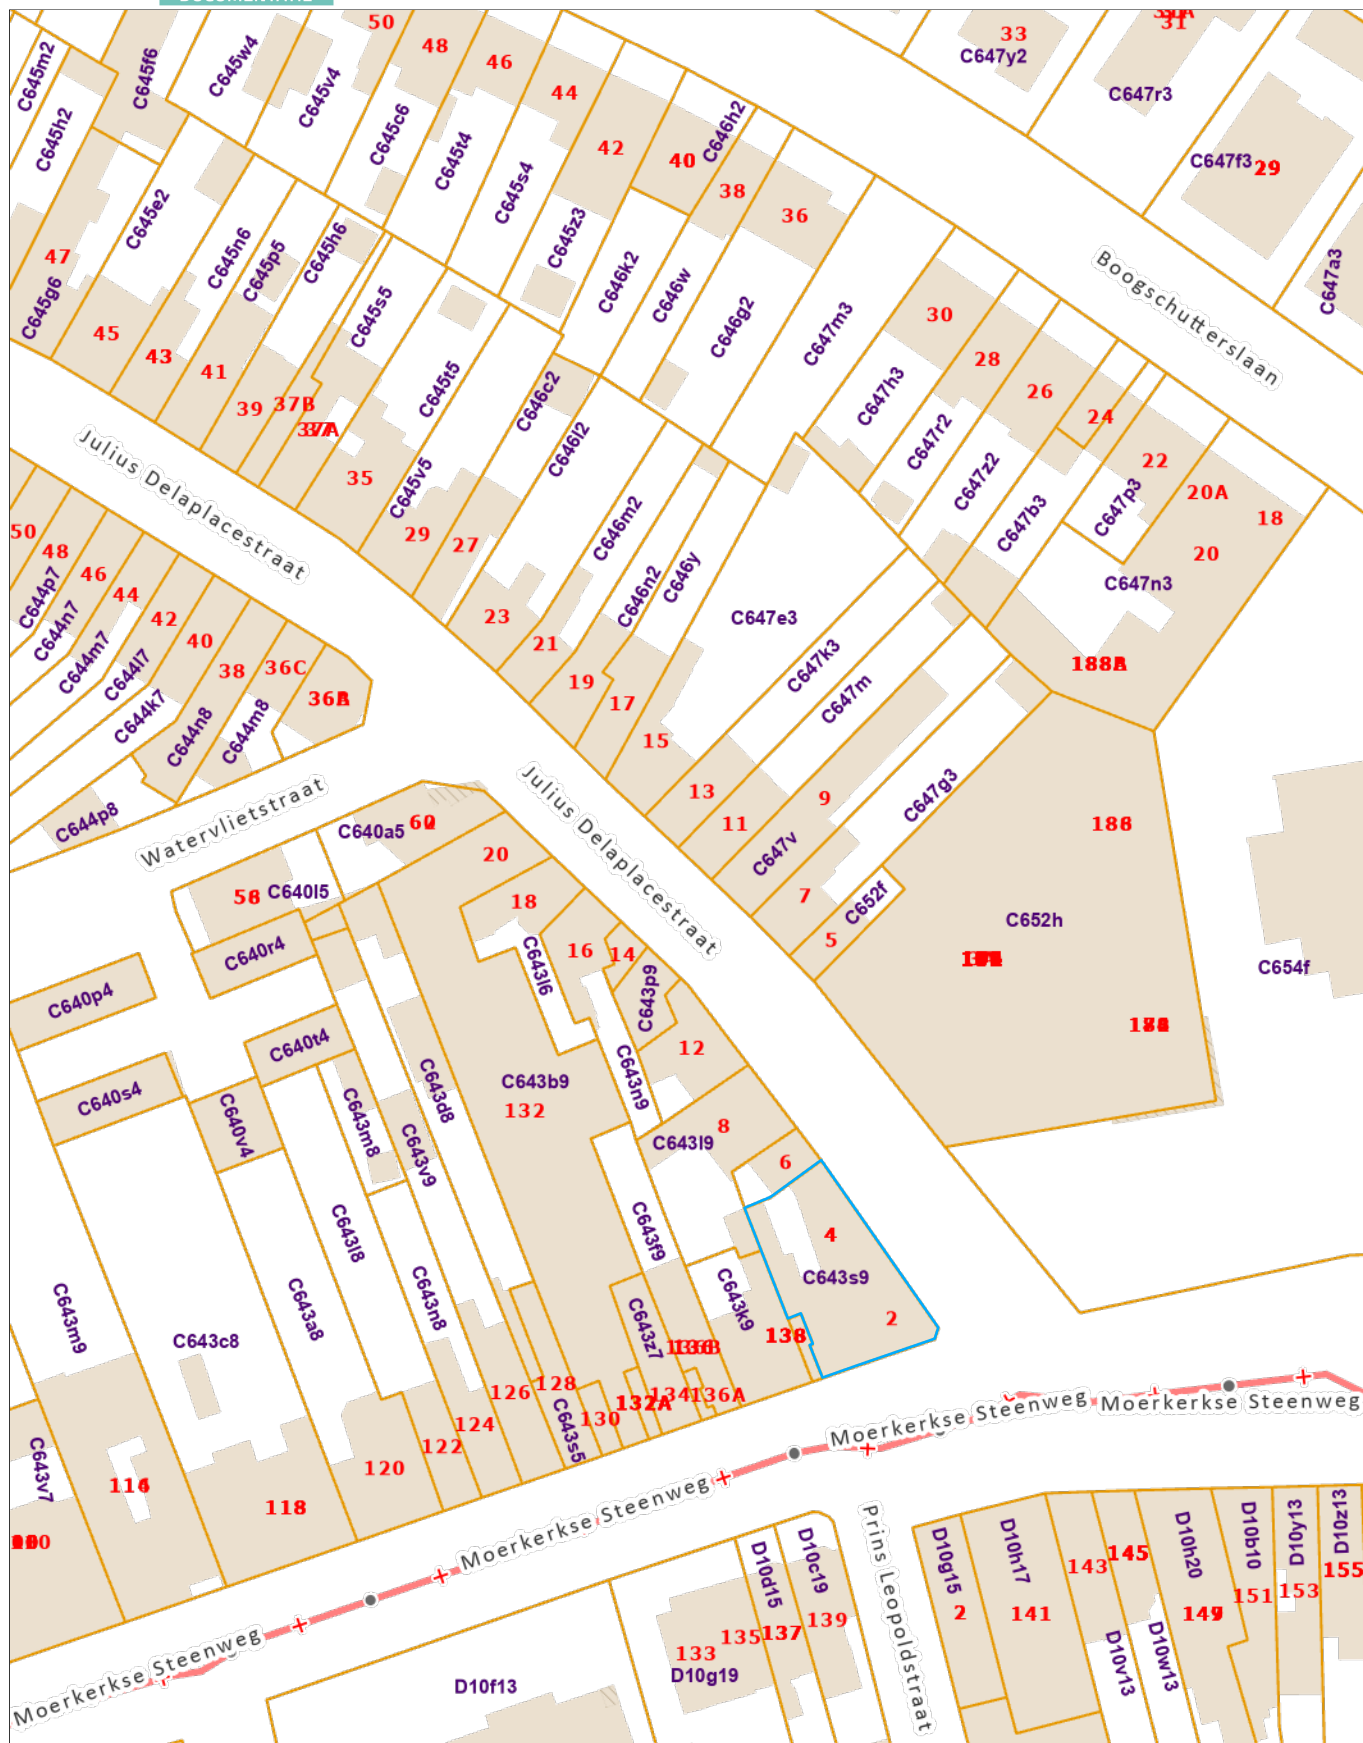 50
48
46
44
42
40
38
36
33
31
29
C645m2
C645h2
C645f6
C645w4
C645v4
C645c6
C645t4
C645s4
C645z3
C646h2
C646k2
C646w
C646g2
C647m3
C647y2
C647r3
C647f3
C647a3
Boogschutterslaan
47
C645g6
C645e2
45
43
C645n6
C645p5
C645h6
41
39
37B
C645s5
35
C645t5
C645v5
29
27
C646c2
C646l2
23
21
C646m2
C646n2
C646y
19
17
15
30
28
26
24
22
20A
20
18
C647h3
C647r2
C647z2
C647b3
C647p3
C647n3
C647e3
C647k3
C647m
13
11
9
C647v
7
5
C652f
C647g3
C652h
C654f
Julius Delaplacestraat
50
48
46
44
42
40
38
36C
C644p7
C644n7
C644m7
C644l7
C644k7
C644n8
C644m8
C644p8
Watervlietstraat
Julius Delaplacestraat
C640a5
C640l5
C640r4
C640p4
C640s4
C640t4
C640v4
20
18
16
14
12
8
6
4
2
C643l6
C643p9
C643n9
C643b9
132
C643d8
C643m8
C643v9
C643l9
C643f9
C643s9
C643k9
C643z7
C643l8
C643n8
C643a8
C643c8
C643m9
C643v7
C643s5
118
120
122
124
126
128
130
132A
134
136A
Moerkerkse Steenweg
Moerkerkse Steenweg
Moerkerkse Steenweg
Moerkerkse Steenweg
Prins Leopoldstraat
D10f13
D10g19
D10d15
D10c19
133
135
137
139
D10g15
2
D10h17
141
143
145
D10v13
D10w13
D10h20
D10b10
151
D10y13
153
D10z13
155